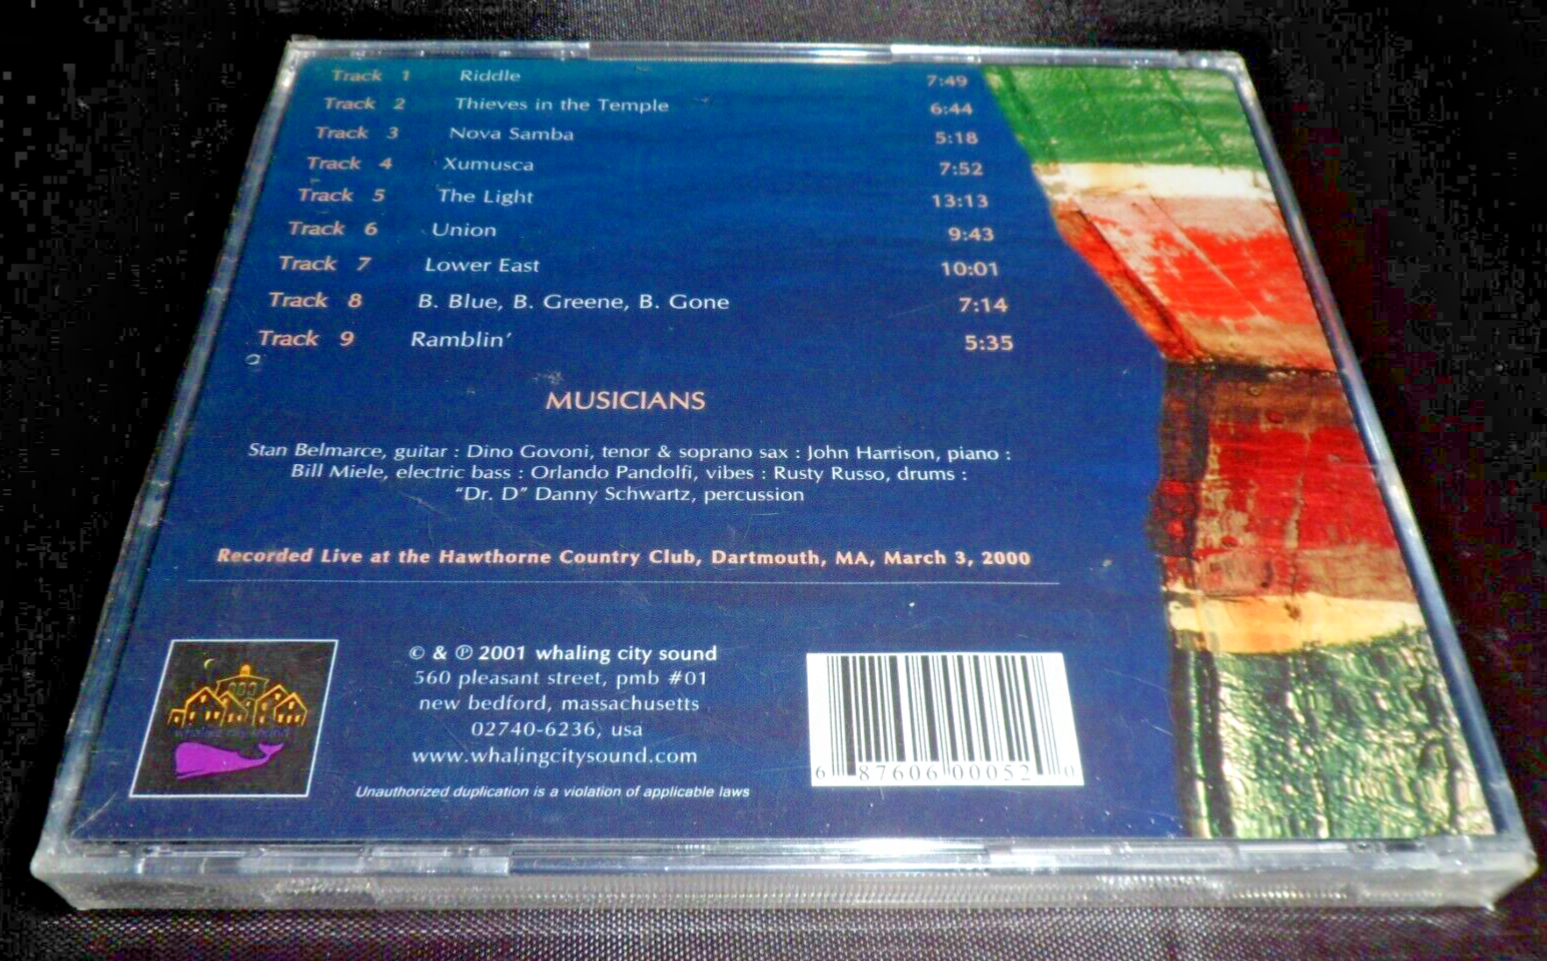 Track 1 Riddle 7:49
Track 2 Thieves in the Temple 6:44
Track 3 Nova Samba 5:18
Track 4 Xumusca 7:52
Track 5 The Light 13:13
Track 6 Union 9:43
Track 7 Lower East 10:01
Track 8 B. Blue, B. Greene, B. Gone 7:14
Track 9 Ramblin' 5:35
MUSICIANS
Stan Belmarce, guitar : Dino Govoni, tenor & soprano sax : John Harrison, piano :
Bill Miele, electric bass : Orlando Pandolfi, vibes : Rusty Russo, drums :
"Dr. D" Danny Schwartz, percussion
Recorded Live at the Hawthorne Country Club, Dartmouth, MA, March 3, 2000
whaling city sound
© & ℗ 2001 whaling city sound
560 pleasant street, pmb #01
new bedford, massachusetts
02740-6236, usa
www.whalingcitysound.com
Unauthorized duplication is a violation of applicable laws
6 87606 00052 0